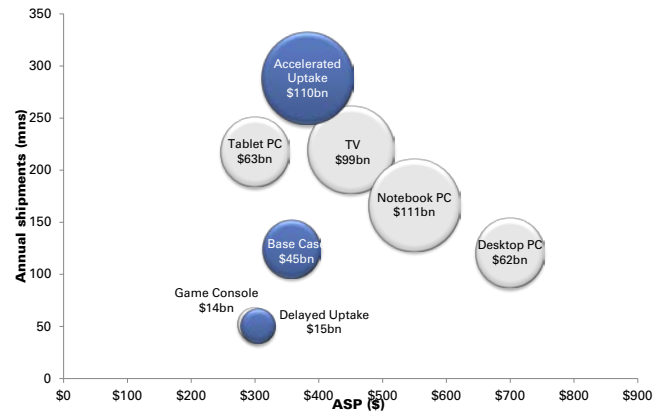 350
300
250
200
150
100
50
0
Annual shipments (mns)
Accelerated
Uptake
$110bn
Tablet PC
$63bn
TV
$99bn
Notebook PC
$111bn
Base Case
$45bn
Desktop PC
$62bn
Game Console
$14bn
Delayed Uptake
$15bn
$0 $100 $200 $300 $400 $500 $600 $700 $800 $900
ASP ($)